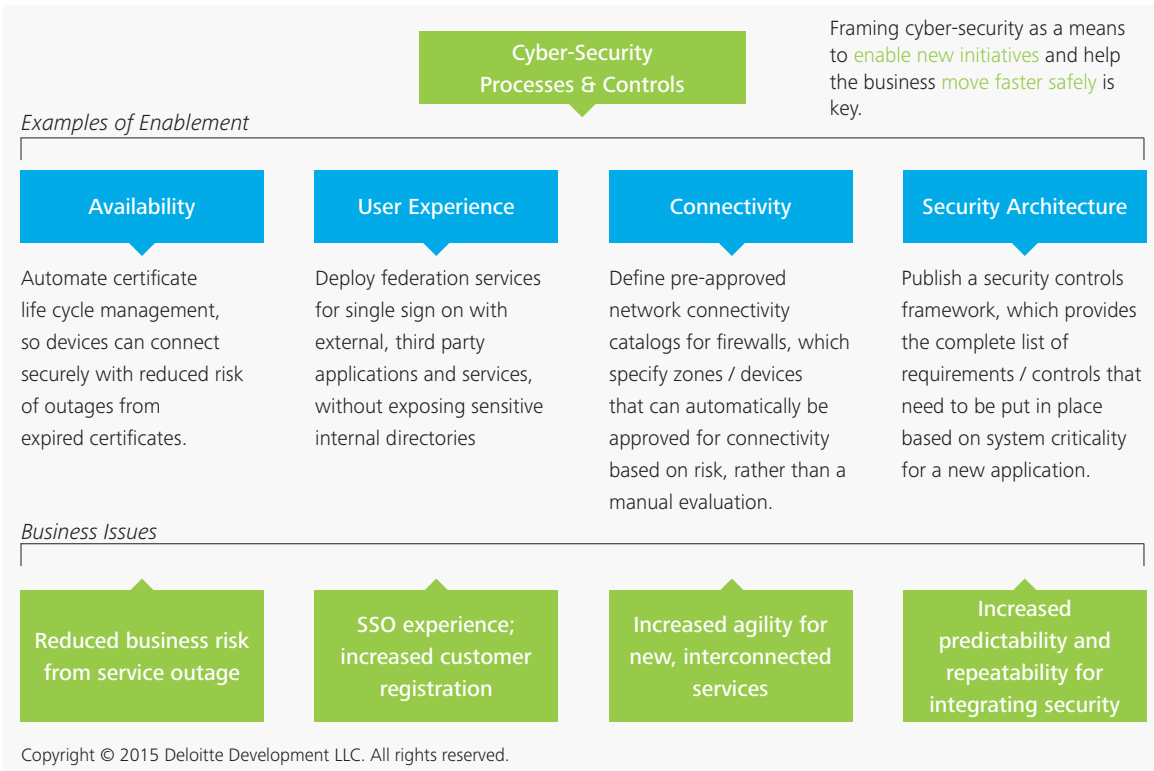 Cyber-Security
Processes & Controls
Framing cyber-security as a means
to enable new initiatives and help
the business move faster safely is
key.
Examples of Enablement
Availability
Automate certificate
life cycle management,
so devices can connect
securely with reduced risk
of outages from
expired certificates.
User Experience
Deploy federation services
for single sign on with
external, third party
applications and services,
without exposing sensitive
internal directories
Connectivity
Define pre-approved
network connectivity
catalogs for firewalls, which
specify zones / devices
that can automatically be
approved for connectivity
based on risk, rather than a
manual evaluation.
Security Architecture
Publish a security controls
framework, which provides
the complete list of
requirements / controls that
need to be put in place
based on system criticality
for a new application.
Business Issues
Reduced business risk
from service outage
SSO experience;
increased customer
registration
Increased agility for
new, interconnected
services
Increased
predictability and
repeatability for
integrating security
Copyright © 2015 Deloitte Development LLC. All rights reserved.